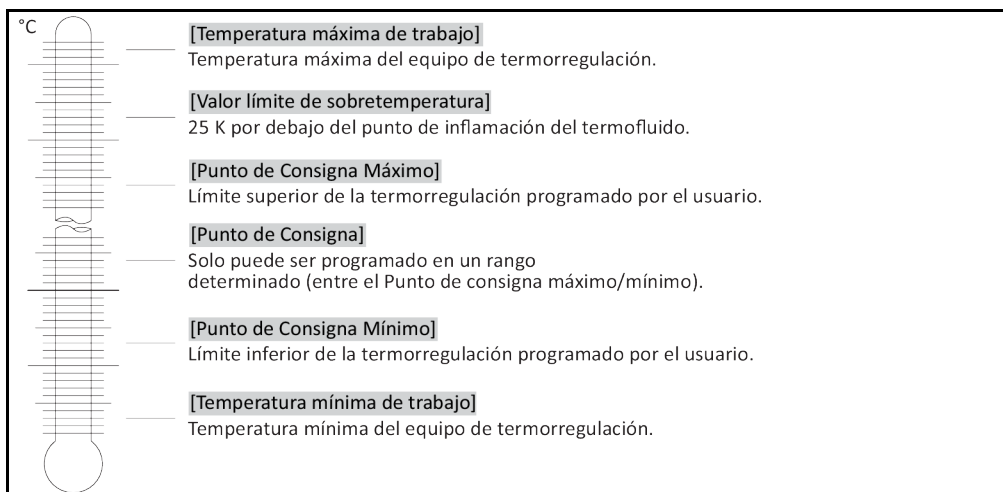 °C
[Temperatura máxima de trabajo]
Temperatura máxima del equipo de termorregulación.
[Valor límite de sobretemperatura]
25 K por debajo del punto de inflamación del termofluido.
[Punto de Consigna Máximo]
Límite superior de la termorregulación programado por el usuario.
[Punto de Consigna]
Solo puede ser programado en un rango
determinado (entre el Punto de consigna máximo/mínimo).
[Punto de Consigna Mínimo]
Límite inferior de la termorregulación programado por el usuario.
[Temperatura mínima de trabajo]
Temperatura mínima del equipo de termorregulación.